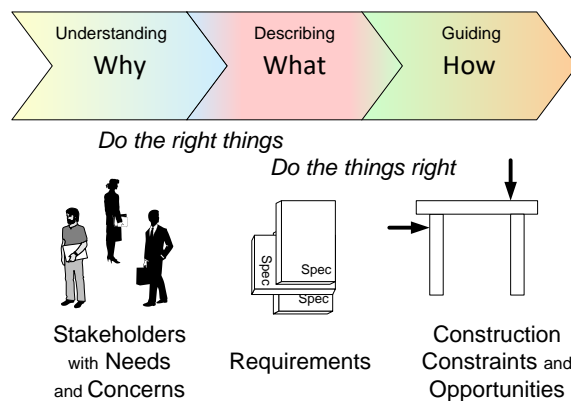 Understanding
Why
Describing
What
Guiding
How
Do the right things
Do the things right
Spec
Spec
Spec
Stakeholders
with Needs
and Concerns
Requirements
Construction
Constraints and
Opportunities